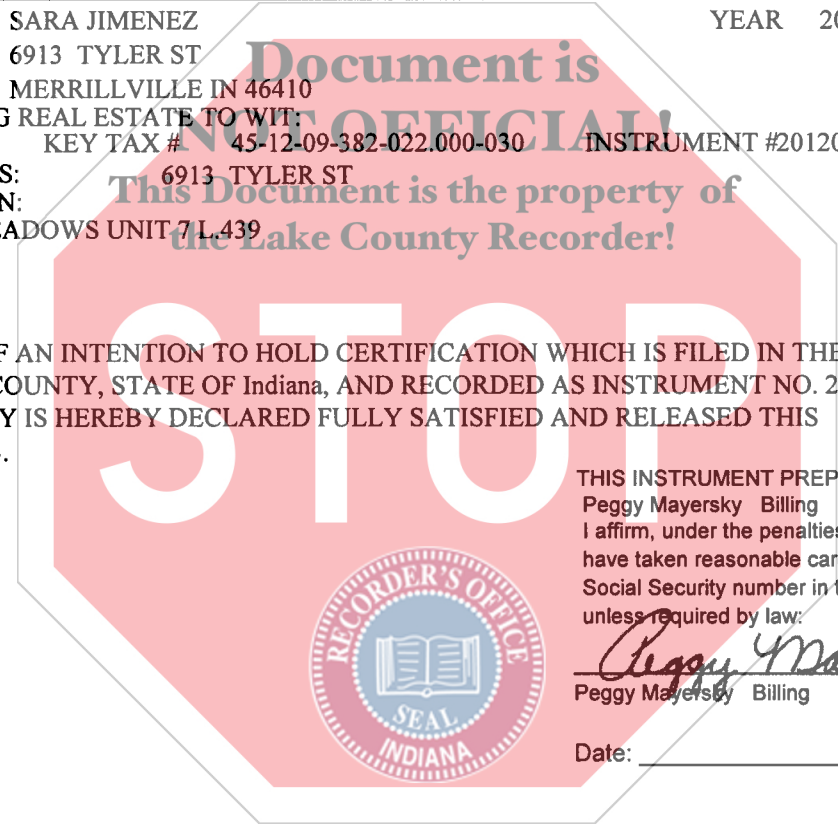 SARA JIMENEZ YEAR 20
6913 TYLER ST
Document is
MERRILLVILLE IN 46410
G REAL ESTATE TO WIT:
NOT OFFICIAL!
KEY TAX # 45-12-09-382-022.000-030 INSTRUMENT #20120
S: 6913 TYLER ST
This Document is the property of
N:
EADOWS UNIT 7 L.439
the Lake County Recorder!
STOP
F AN INTENTION TO HOLD CERTIFICATION WHICH IS FILED IN THE
COUNTY, STATE OF Indiana, AND RECORDED AS INSTRUMENT NO. 2
Y IS HEREBY DECLARED FULLY SATISFIED AND RELEASED THIS
.
THIS INSTRUMENT PREP
Peggy Mayersky Billing
I affirm, under the penalties
have taken reasonable car
Social Security number in t
unless required by law:
Peggy Ma
Peggy Mayersky Billing
Date:
RECORDER'S OFFICE
SEAL
INDIANA